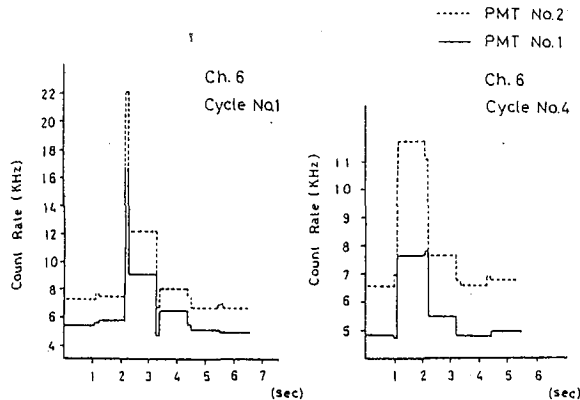 PMT No.2
PMT No.1
Ch. 6
Cycle No.1
Count Rate (KHz)
22
20
18
16
14
12
10
8
6
4
1 2 3 4 5 6 7
(sec)
Ch. 6
Cycle No.4
Count Rate (KHz)
11
10
9
8
7
6
5
1 2 3 4 5 6
(sec)